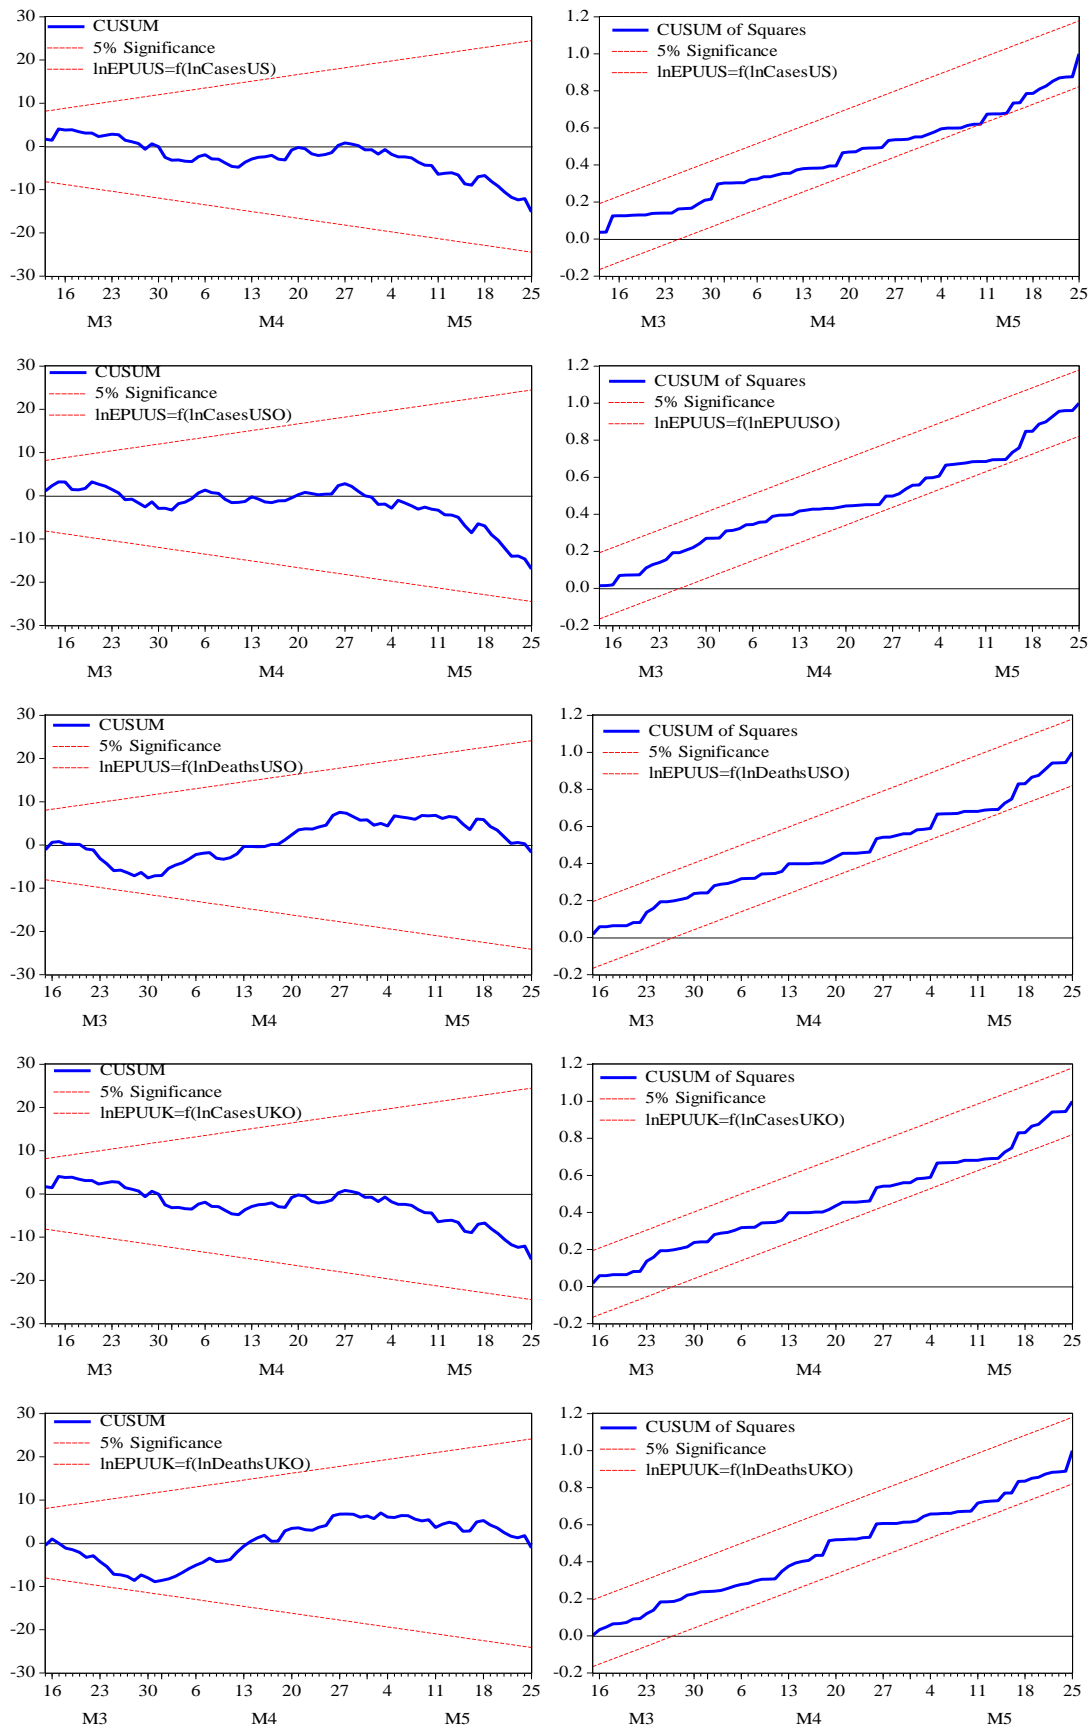 30
20
10
0
-10
-20
-30
CUSUM
5% Significance
lnEPUUS=f(lnCasesUS)
16 23 30 6 13 20 27 4 11 18 25
M3 M4 M5
1.2
1.0
0.8
0.6
0.4
0.2
0.0
-0.2
CUSUM of Squares
5% Significance
lnEPUUS=f(lnCasesUS)
16 23 30 6 13 20 27 4 11 18 25
M3 M4 M5
30
20
10
0
-10
-20
-30
CUSUM
5% Significance
lnEPUUS=f(lnCasesUSO)
16 23 30 6 13 20 27 4 11 18 25
M3 M4 M5
1.2
1.0
0.8
0.6
0.4
0.2
0.0
-0.2
CUSUM of Squares
5% Significance
lnEPUUS=f(lnEPUUSO)
16 23 30 6 13 20 27 4 11 18 25
M3 M4 M5
30
20
10
0
-10
-20
-30
CUSUM
5% Significance
lnEPUUS=f(lnDeathsUSO)
16 23 30 6 13 20 27 4 11 18 25
M3 M4 M5
1.2
1.0
0.8
0.6
0.4
0.2
0.0
-0.2
CUSUM of Squares
5% Significance
lnEPUUS=f(lnDeathsUSO)
16 23 30 6 13 20 27 4 11 18 25
M3 M4 M5
30
20
10
0
-10
-20
-30
CUSUM
5% Significance
lnEPUUK=f(lnCasesUKO)
16 23 30 6 13 20 27 4 11 18 25
M3 M4 M5
1.2
1.0
0.8
0.6
0.4
0.2
0.0
-0.2
CUSUM of Squares
5% Significance
lnEPUUK=f(lnCasesUKO)
16 23 30 6 13 20 27 4 11 18 25
M3 M4 M5
30
20
10
0
-10
-20
-30
CUSUM
5% Significance
lnEPUUK=f(lnDeathsUKO)
16 23 30 6 13 20 27 4 11 18 25
M3 M4 M5
1.2
1.0
0.8
0.6
0.4
0.2
0.0
-0.2
CUSUM of Squares
5% Significance
lnEPUUK=f(lnDeathsUKO)
16 23 30 6 13 20 27 4 11 18 25
M3 M4 M5